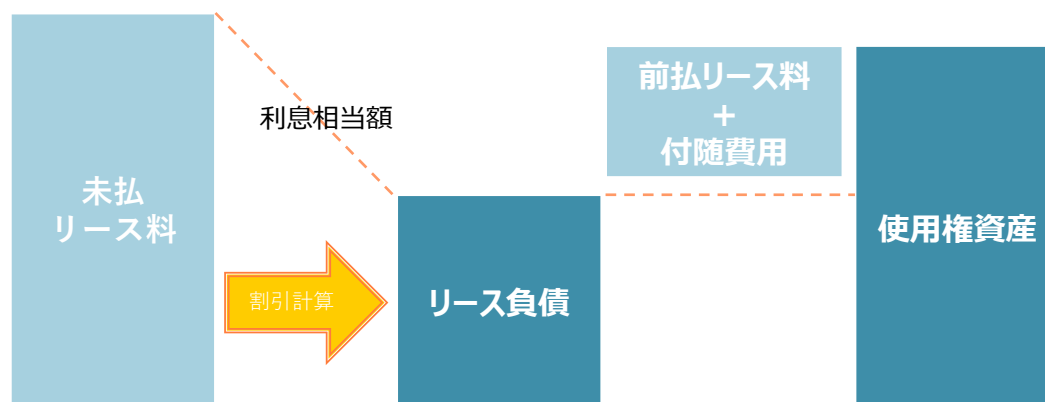 未払
リース料
利息相当額
割引計算
リース負債
前払リース料
+
付随費用
使用権資産